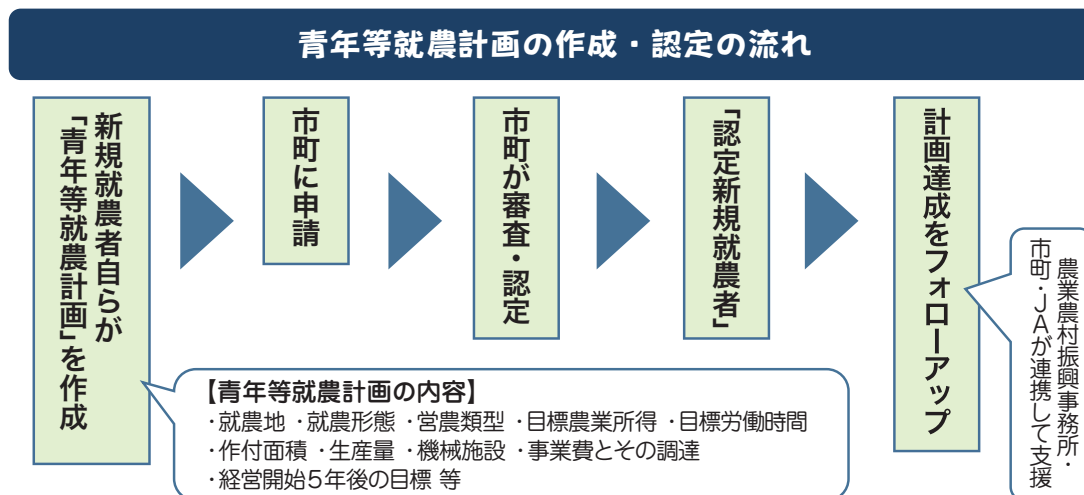 青年等就農計画の作成・認定の流れ
新規就農者自らが
「青年等就農計画」を作成
市町に申請
市町が審査・認定
「認定新規就農者」
計画達成をフォローアップ
農業農村振興事務所・
市町・JAが連携して支援
【青年等就農計画の内容】
・就農地 ・就農形態 ・営農類型 ・目標農業所得 ・目標労働時間
・作付面積 ・生産量 ・機械施設 ・事業費とその調達
・経営開始5年後の目標 等